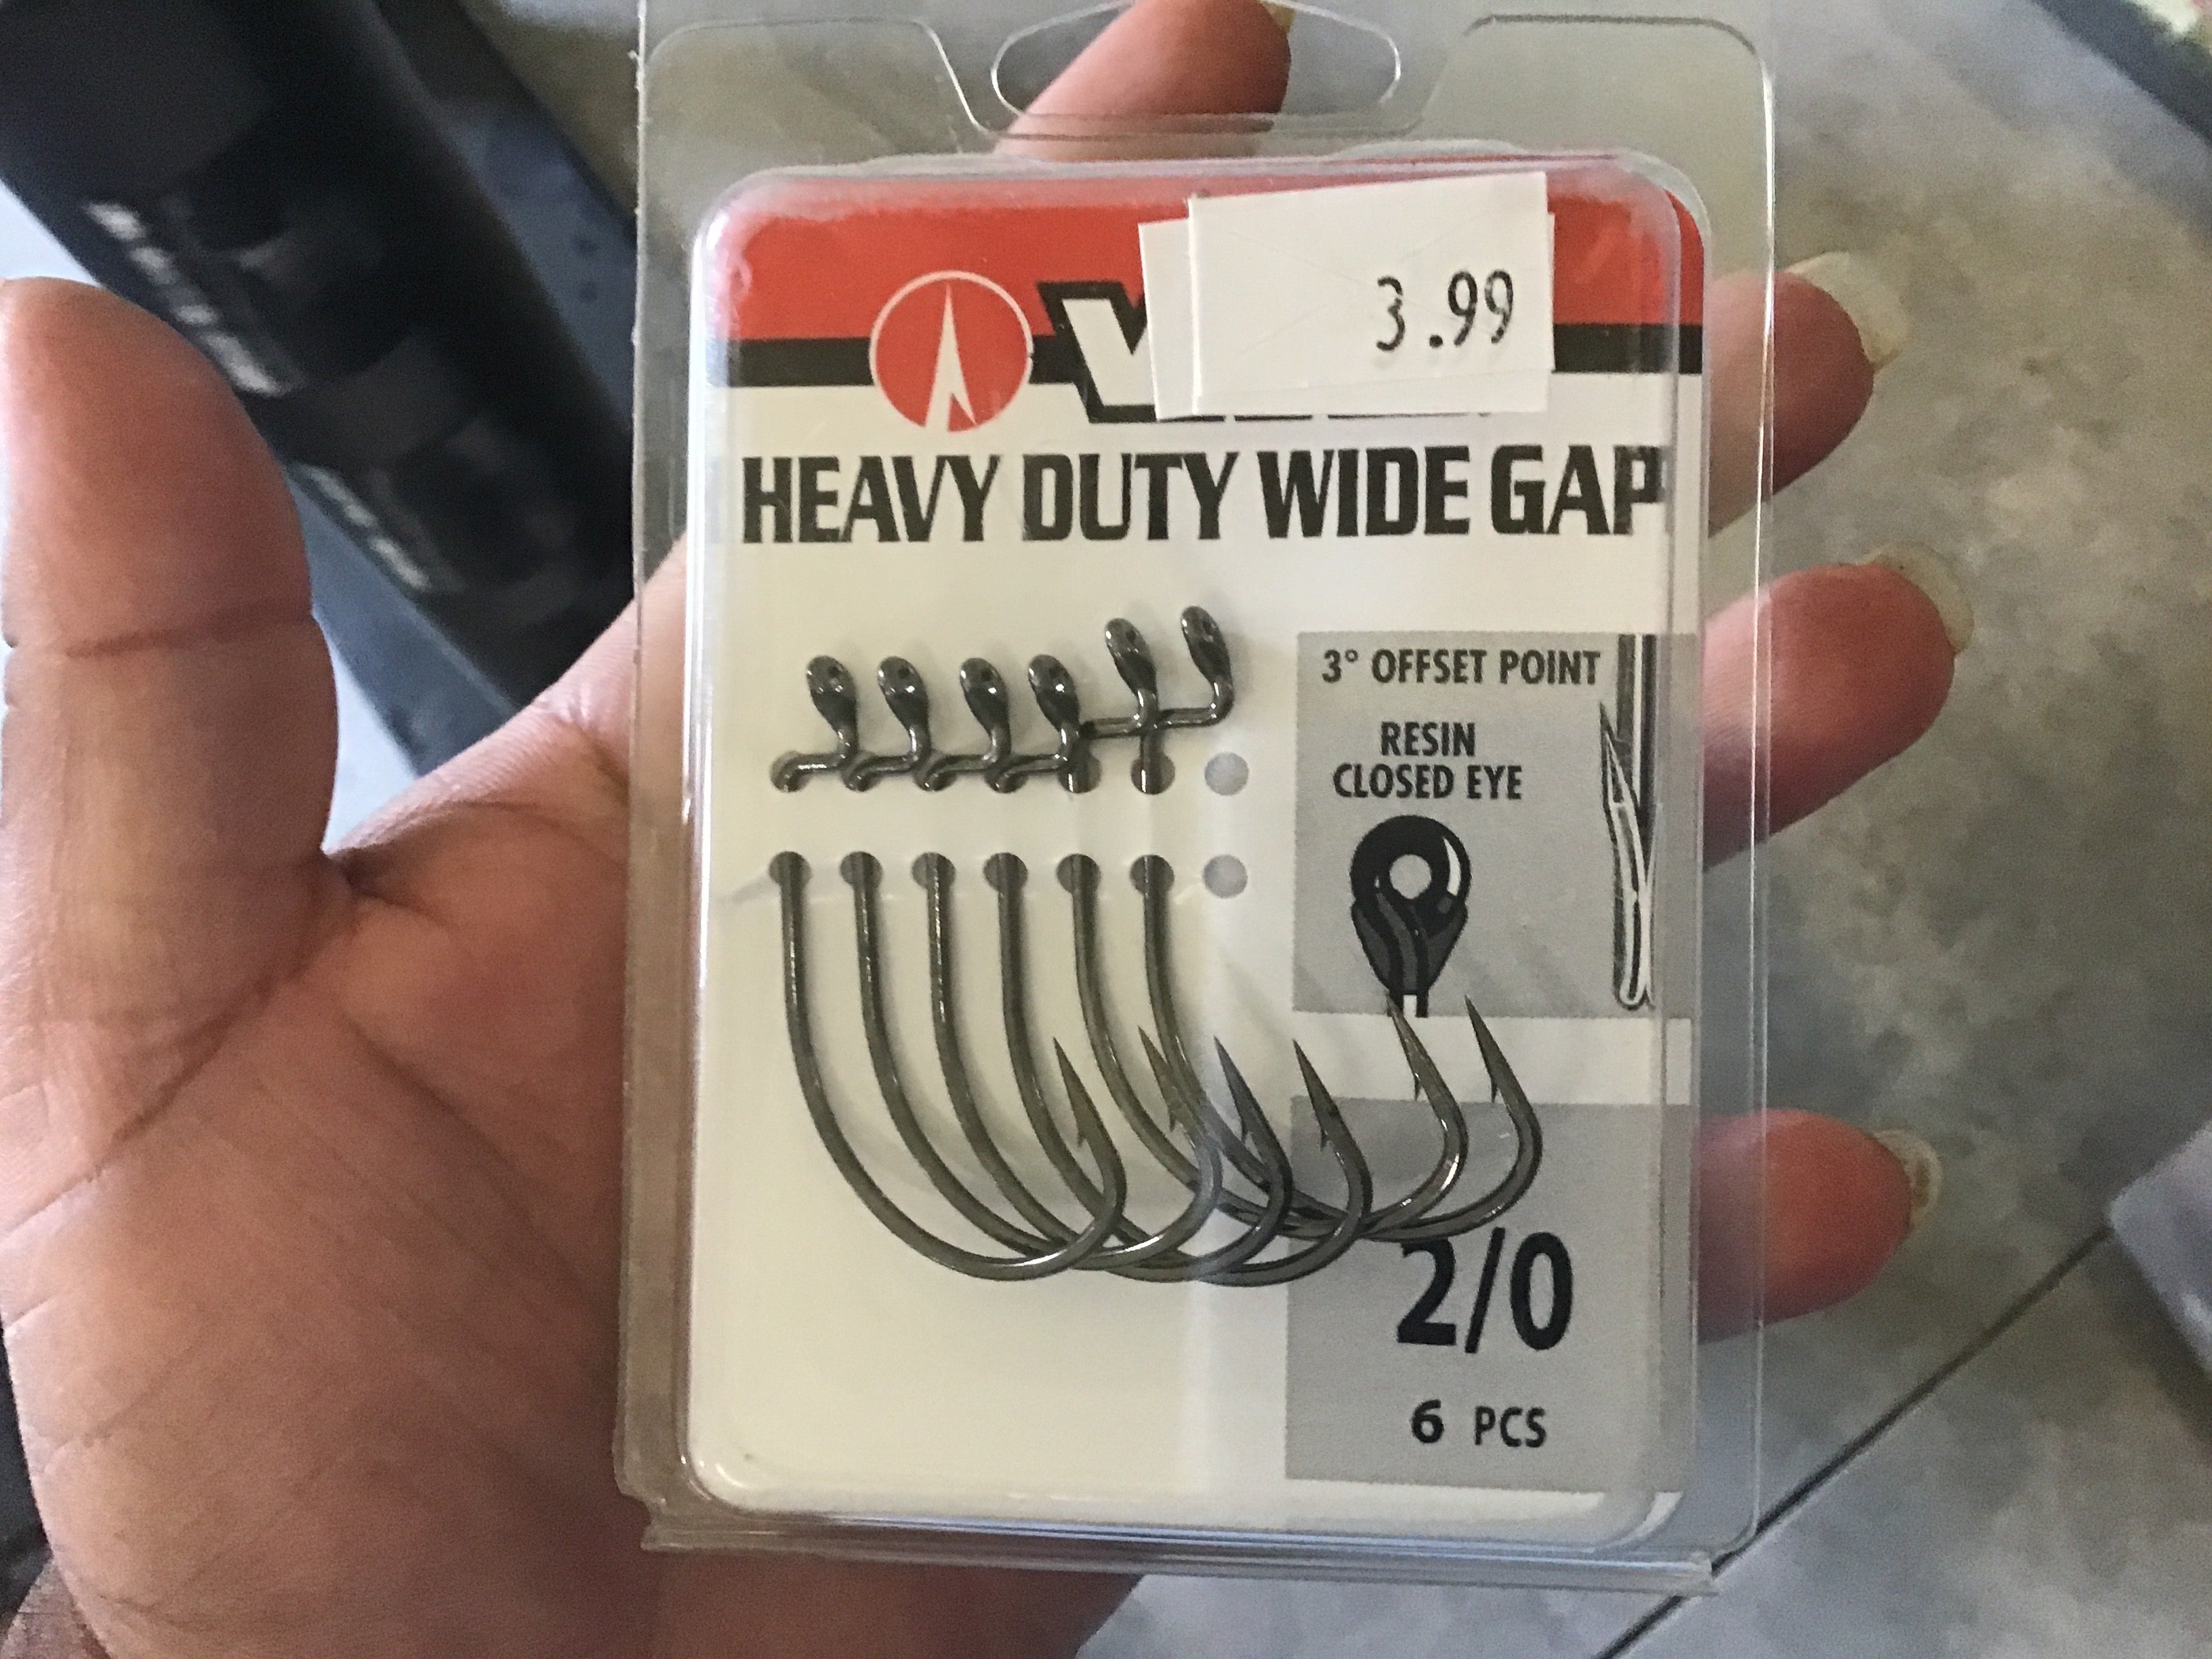 3.99
HEAVY DUTY WIDE GAP
3° OFFSET POINT
RESIN
CLOSED EYE
2/0
6 PCS